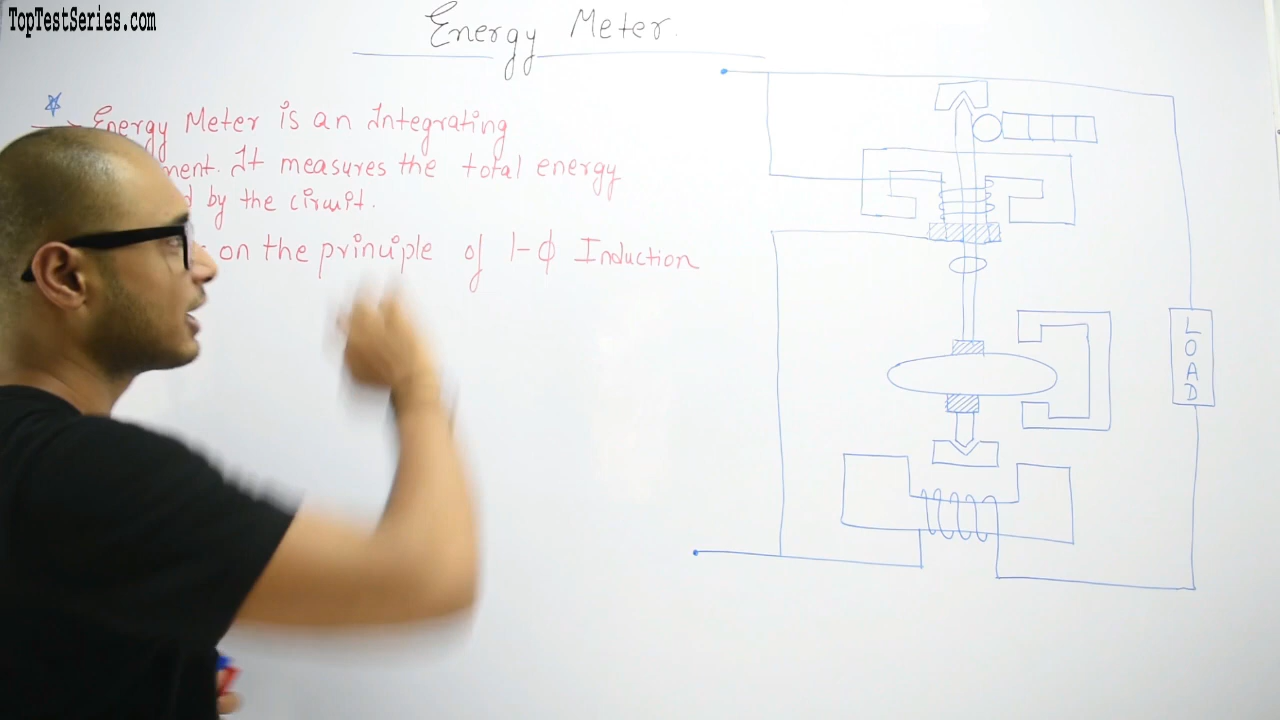 TopTestSeries.com
Energy Meter.
Energy Meter is an Integrating
ment. It measures the total energy
d by the circuit.
on the principle of 1-ф Induction
LOAD